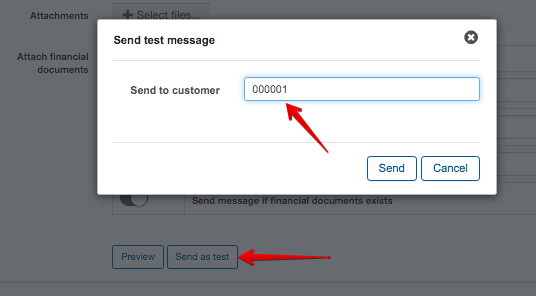 Attachments
+ Select files...
Attach financial
documents
Send test message
Send to customer
000001
Send
Cancel
Send message if financial documents exists
Preview
Send as test